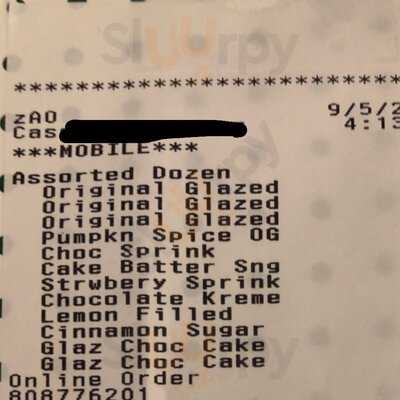 Sluurpy
****************************
zAO 9/5/2
Cas 4:13
***MOBILE***
Assorted Dozen
Original Glazed
Original Glazed
Original Glazed
Pumpkn Spice OG
Choc Sprink
Cake Batter Sng
Strwbery Sprink
Chocolate Kreme
Lemon Filled
Cinnamon Sugar
Glaz Choc Cake
Glaz Choc Cake
Online Order
808776201